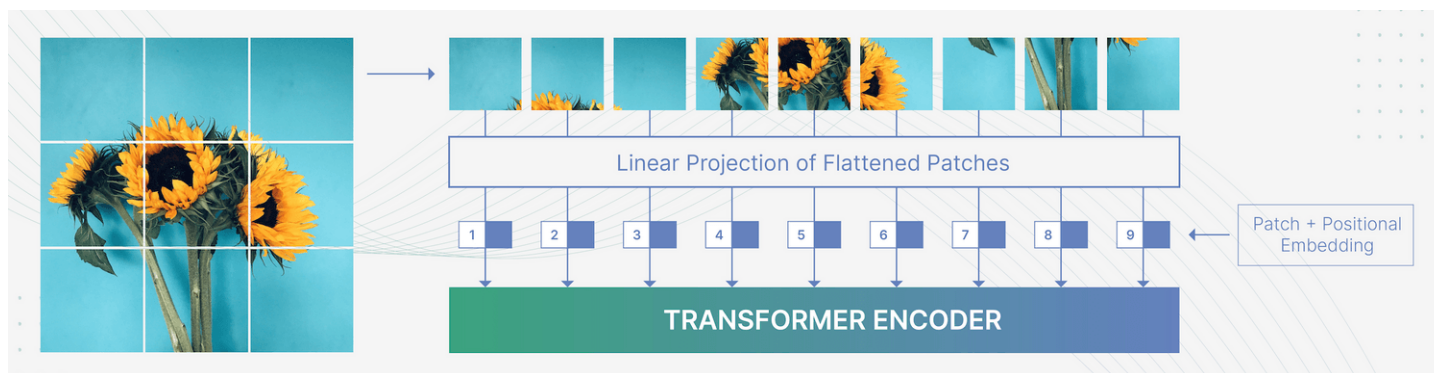 Linear Projection of Flattened Patches
1 2 3 4 5 6 7 8 9
Patch + Positional
Embedding
TRANSFORMER ENCODER